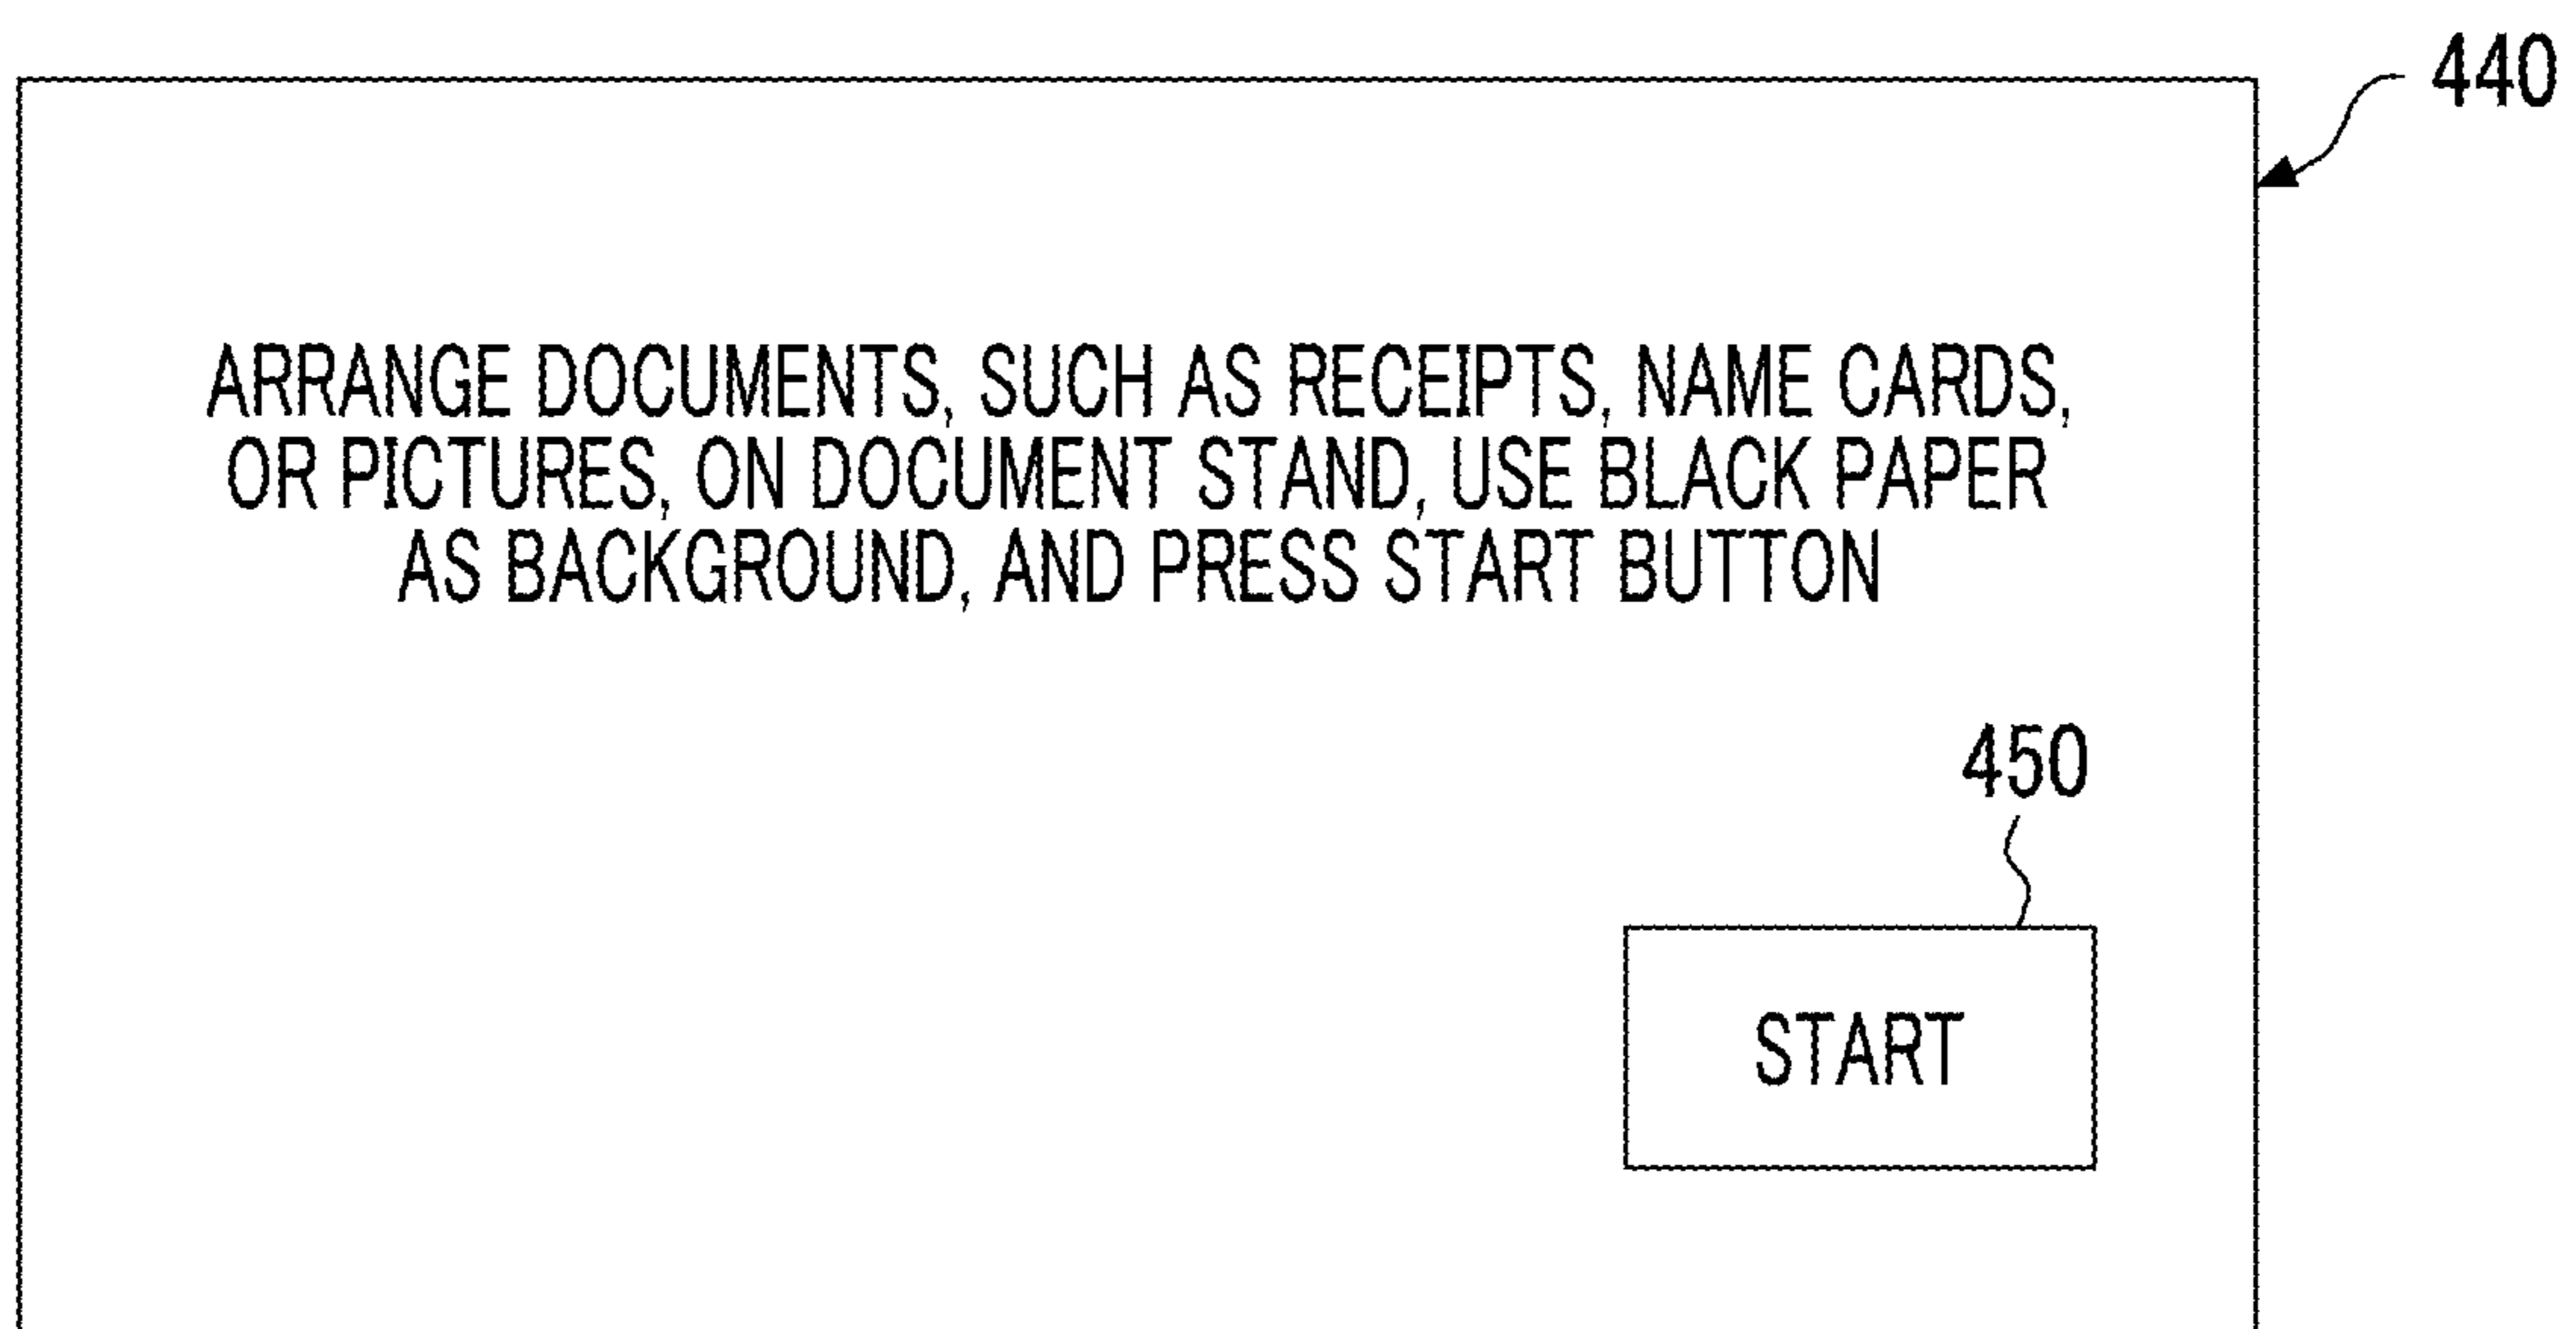 440
ARRANGE DOCUMENTS, SUCH AS RECEIPTS, NAME CARDS,
OR PICTURES, ON DOCUMENT STAND, USE BLACK PAPER
AS BACKGROUND, AND PRESS START BUTTON
450
START